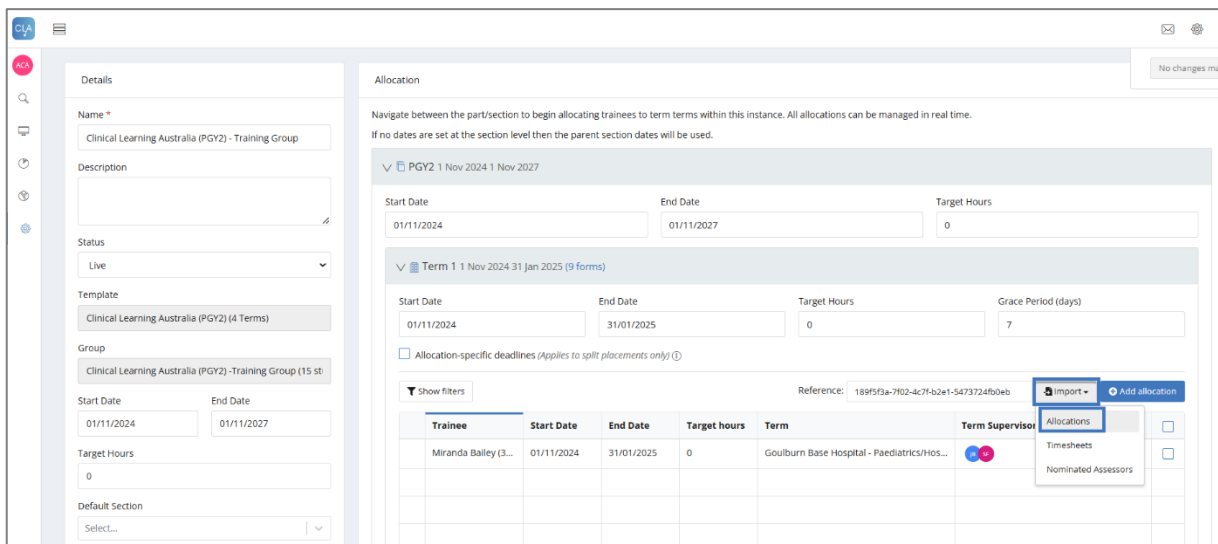 CLA
ACA
No changes ma
Details
Name *
Clinical Learning Australia (PGY2) - Training Group
Description
Status
Live
Template
Clinical Learning Australia (PGY2) (4 Terms)
Group
Clinical Learning Australia (PGY2) -Training Group (15 st
Start Date End Date
01/11/2024 01/11/2027
Target Hours
0
Default Section
Select...
Allocation
Navigate between the part/section to begin allocating trainees to term terms within this instance. All allocations can be managed in real time.
If no dates are set at the section level then the parent section dates will be used.
PGY2 1 Nov 2024 1 Nov 2027
Start Date End Date Target Hours
01/11/2024 01/11/2027 0
Term 1 1 Nov 2024 31 Jan 2025 (9 forms)
Start Date End Date Target Hours Grace Period (days)
01/11/2024 31/01/2025 0 7
Allocation-specific deadlines (Applies to split placements only)
Show filters Reference: 189f5f3a-7f02-4c7f-b2e1-5473724fb0eb Import Add allocation
Trainee Start Date End Date Target hours Term Term Supervisor
Miranda Bailey (3... 01/11/2024 31/01/2025 0 Goulburn Base Hospital - Paediatrics/Hos... JB SF
Allocations
Timesheets
Nominated Assessors